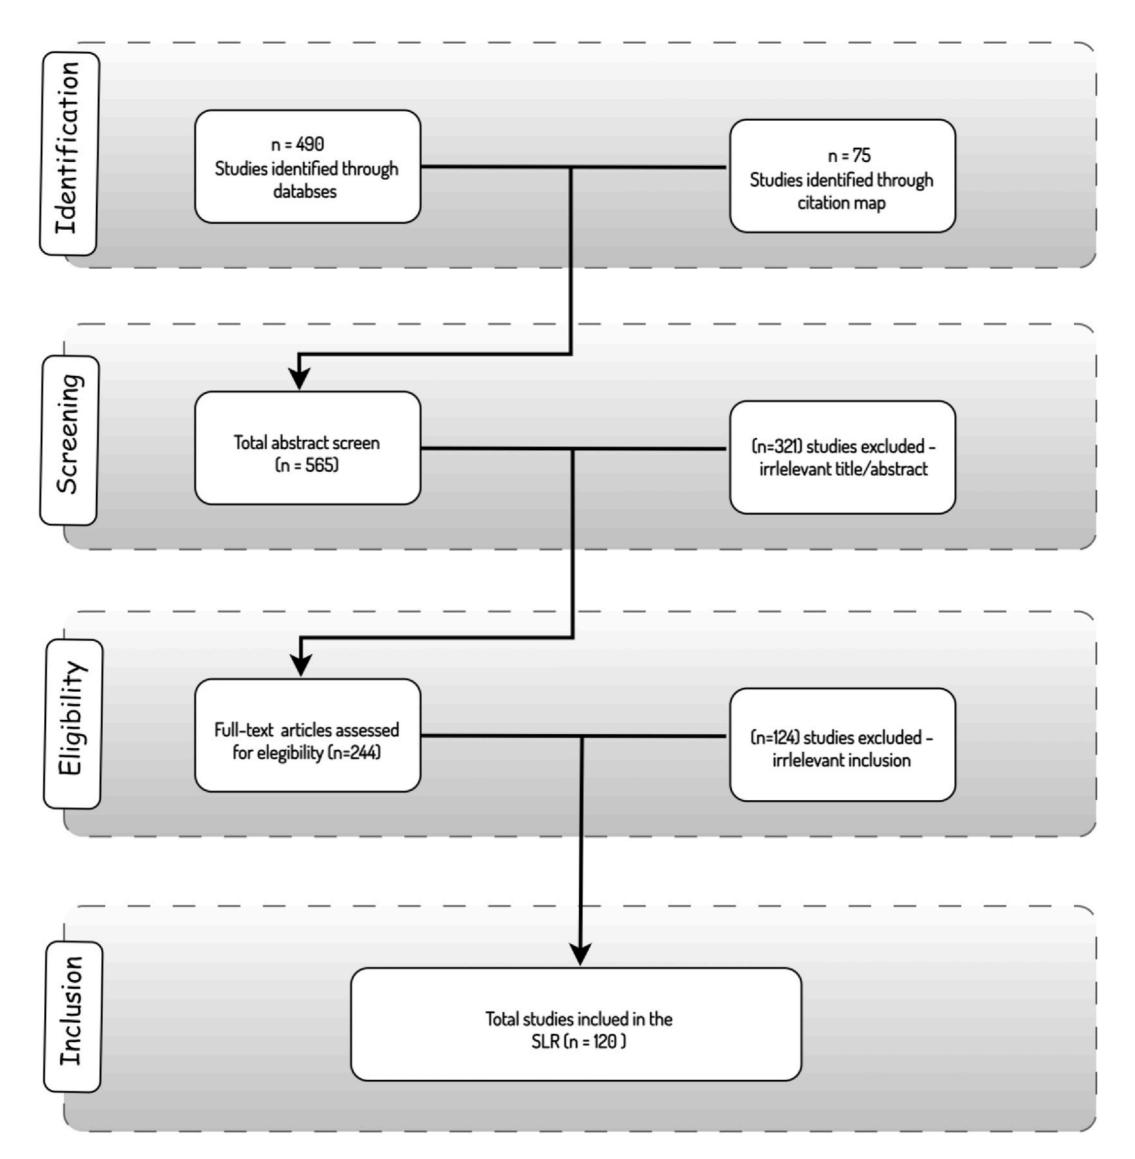 Identification
n = 490
Studies identified through
databses
n = 75
Studies identified through
citation map
Screening
Total abstract screen
(n = 565)
(n=321) studies excluded -
irrlelevant title/abstract
Eligibility
Full-text articles assessed
for elegibility (n=244)
(n=124) studies excluded -
irrlelevant inclusion
Inclusion
Total studies inclued in the
SLR (n = 120 )